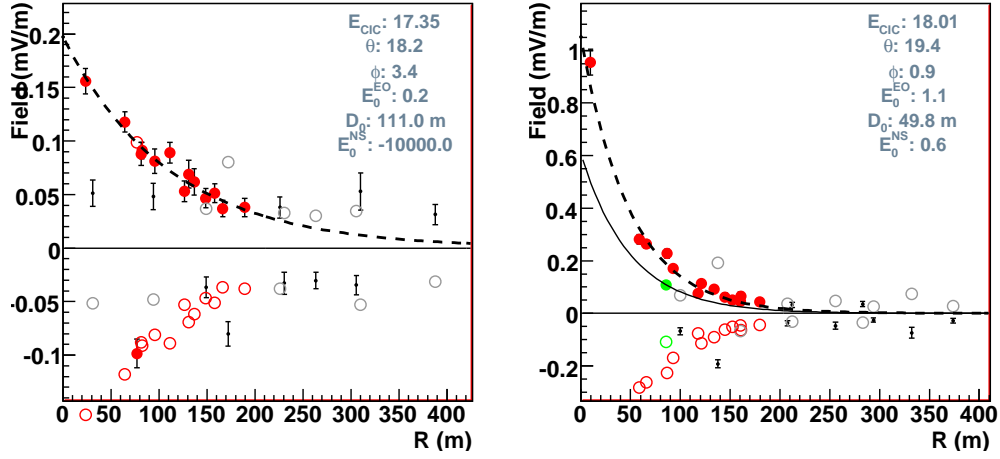 Field (mV/m)
0.2
0.15
0.1
0.05
0
-0.05
-0.1
0 50 100 150 200 250 300 350 400
R (m)
E_CIC: 17.35
θ: 18.2
ϕ: 3.4
E_0^EO: 0.2
D_0: 111.0 m
E_0^NS: -10000.0
Field (mV/m)
1
0.8
0.6
0.4
0.2
0
-0.2
0 50 100 150 200 250 300 350 400
R (m)
E_CIC: 18.01
θ: 19.4
ϕ: 0.9
E_0^EO: 1.1
D_0: 49.8 m
E_0^NS: 0.6